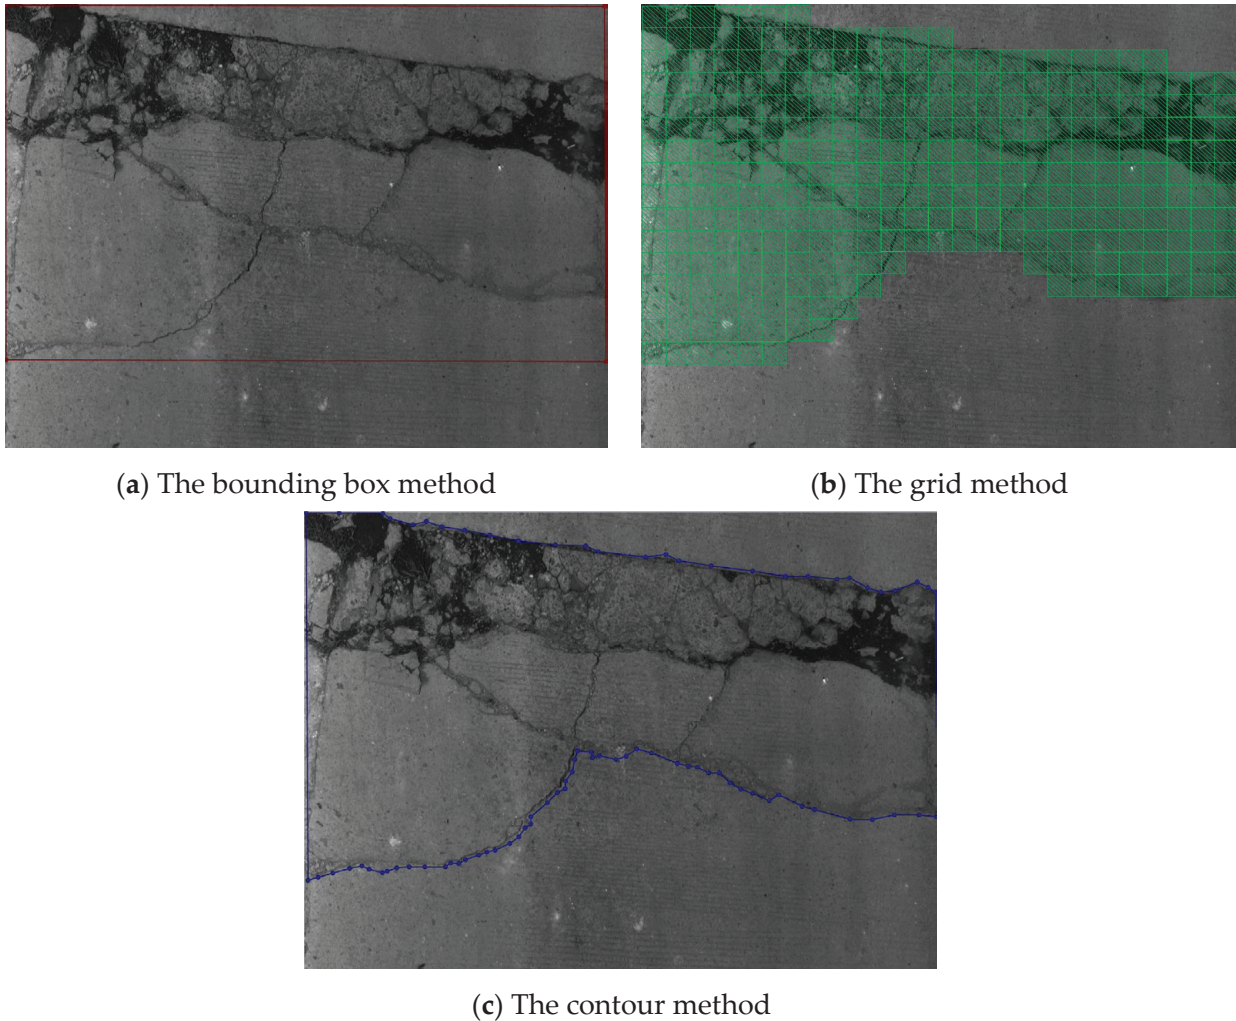 (a) The bounding box method
(b) The grid method
(c) The contour method